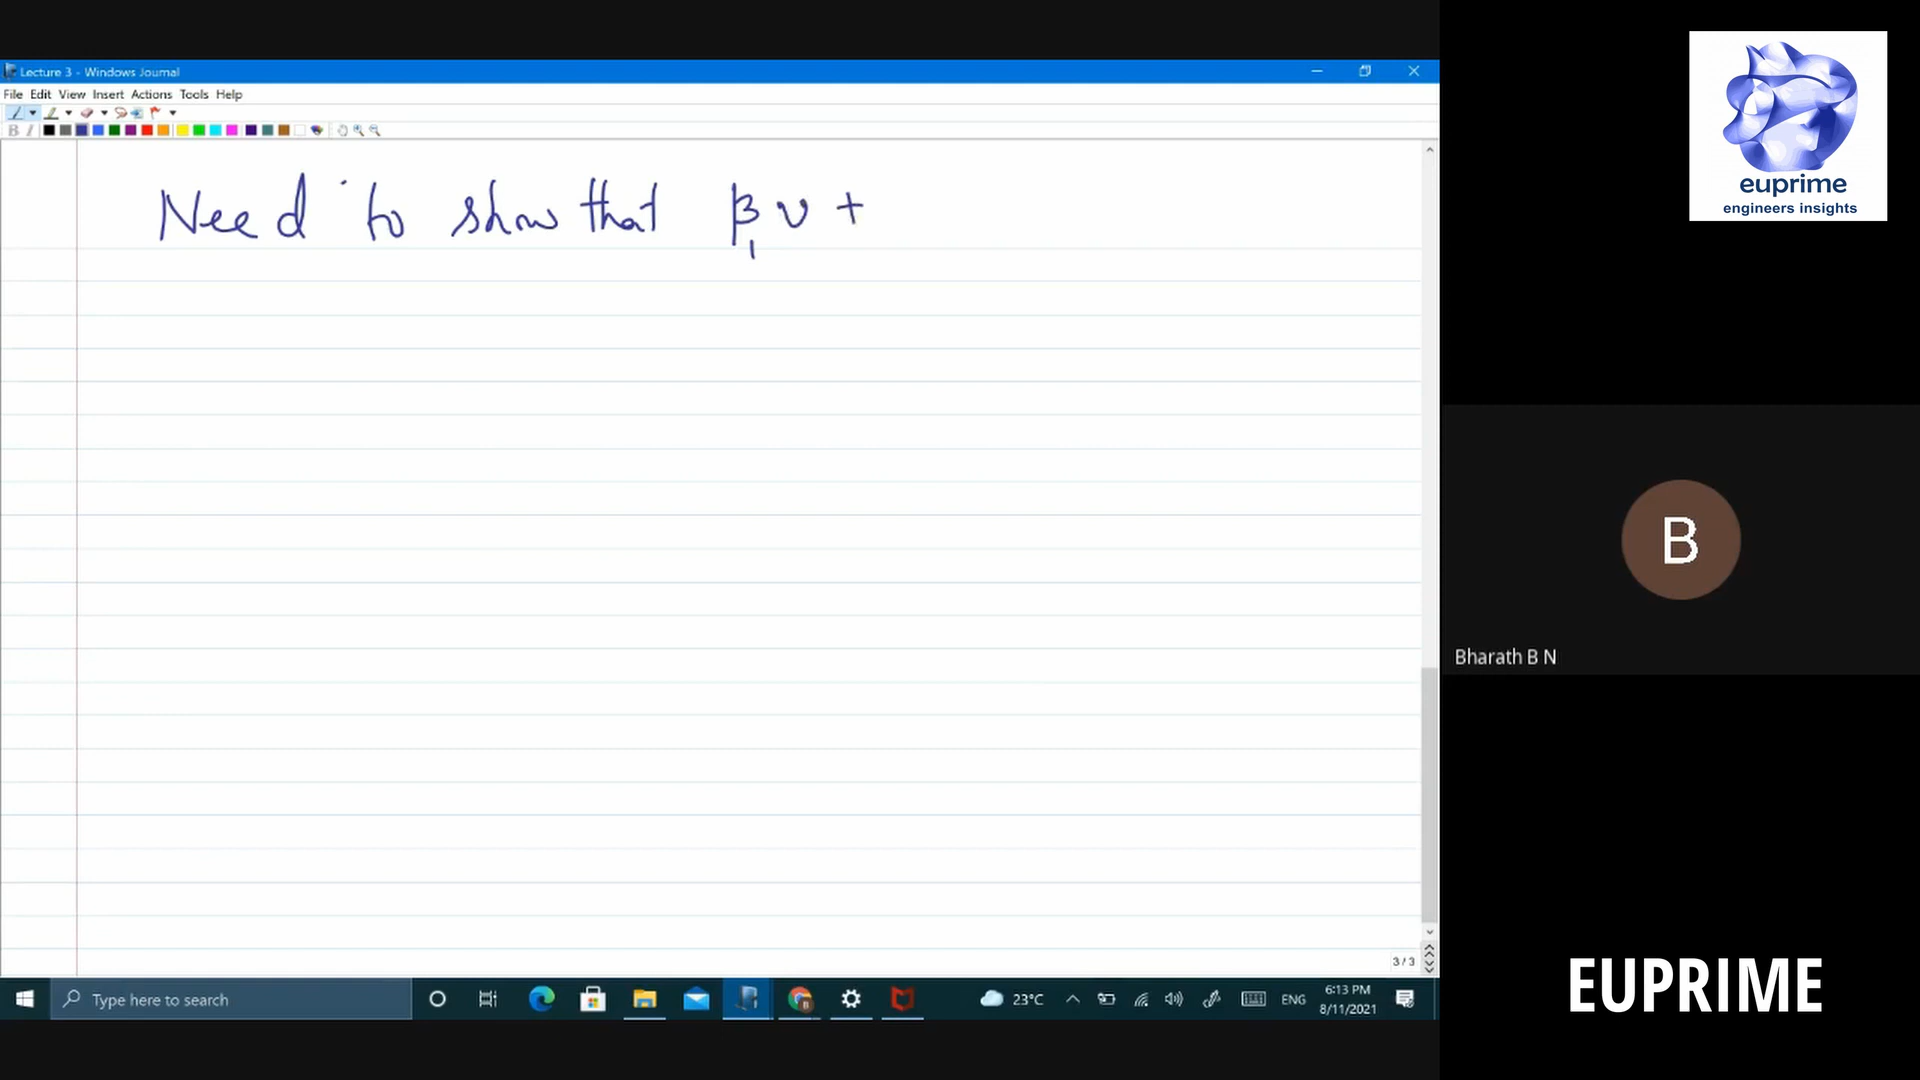 Lecture 3 - Windows Journal
File Edit View Insert Actions Tools Help
B I
Need to show that β₁ v +
3 / 3
Type here to search
23°C
ENG
6:13 PM
8/11/2021
euprime
engineers insights
B
Bharath B N
EUPRIME